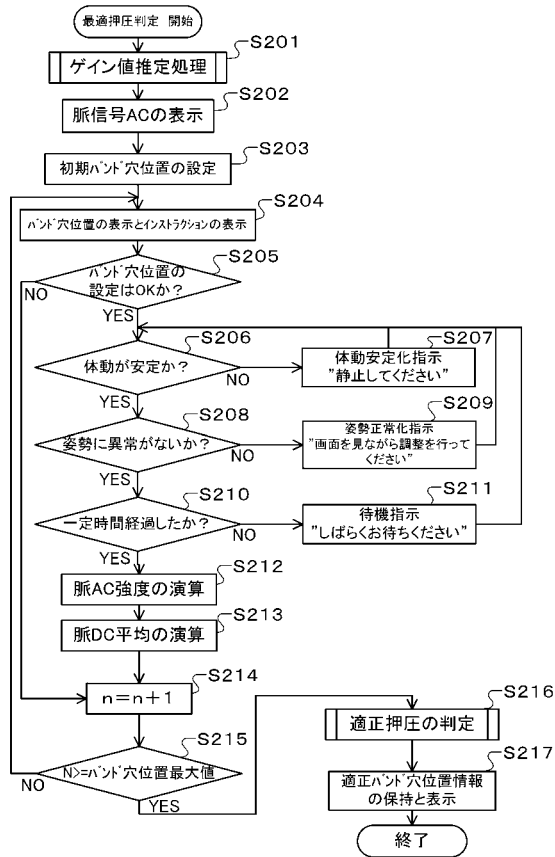 最適押圧判定 開始
S201
ゲイン値推定処理
S202
脈信号ACの表示
S203
初期バンド穴位置の設定
S204
バンド穴位置の表示とインストラクションの表示
S205
バンド穴位置の
設定はOKか？
NO
YES
S206
体動が安定か？
NO
YES
S207
体動安定化指示
"静止してください"
S208
姿勢に異常がないか？
NO
YES
S209
姿勢正常化指示
"画面を見ながら調整を行って
ください"
S210
一定時間経過したか？
NO
YES
S211
待機指示
"しばらくお待ちください"
S212
脈AC強度の演算
S213
脈DC平均の演算
S214
n＝n＋1
S215
N>=バンド穴位置最大値
NO
YES
S216
適正押圧の判定
S217
適正バンド穴位置情報
の保持と表示
終了